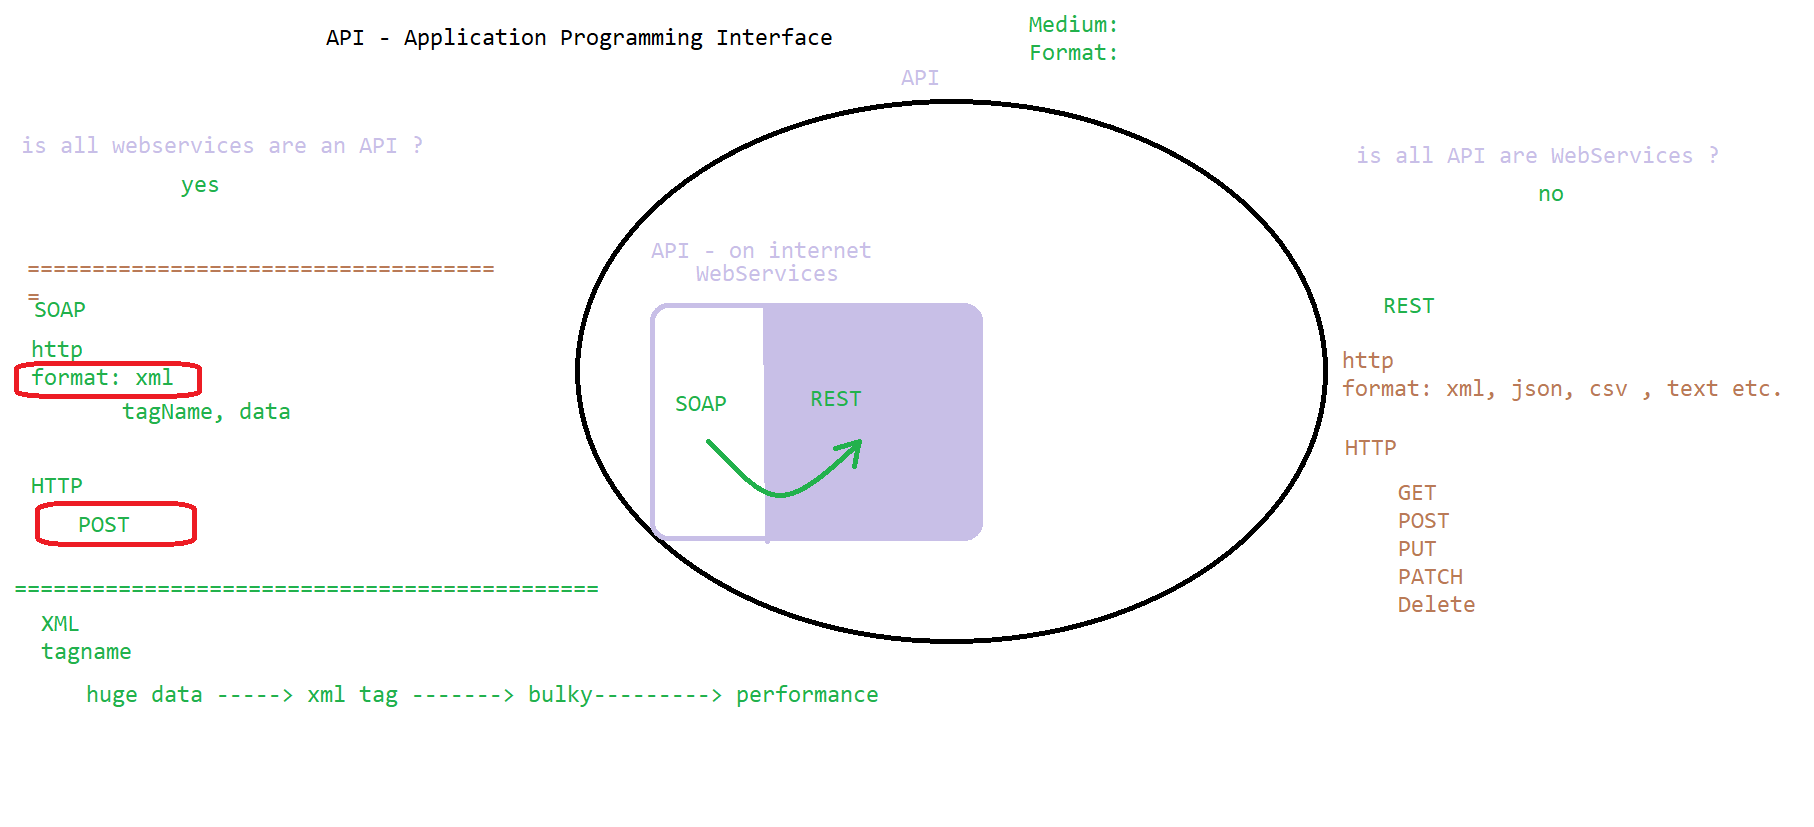 API - Application Programming Interface
Medium:
Format:
API
is all webservices are an API ?
yes
is all API are WebServices ?
no
API - on internet
WebServices
SOAP
REST
====================================
=
SOAP
http
format: xml
tagName, data
HTTP
POST
REST
http
format: xml, json, csv , text etc.
HTTP
GET
POST
PUT
PATCH
Delete
=============================================
XML
tagname
huge data -----> xml tag -------> bulky---------> performance